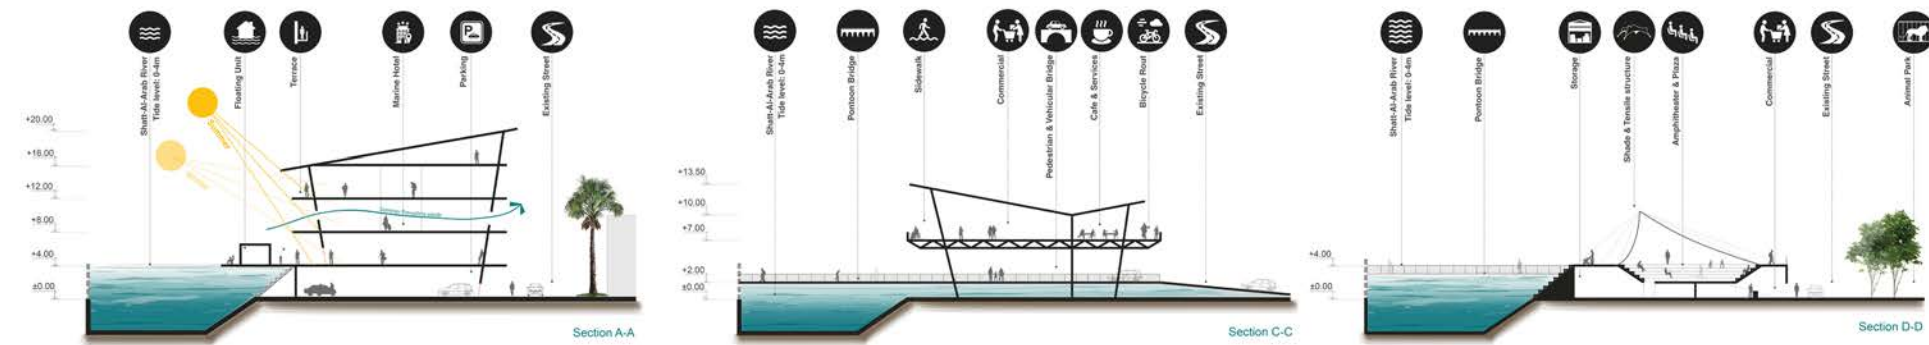 Shatt-Al-Arab River
Tide level: 0-4m
Floating Unit
Terrace
Marine Hotel
Parking
Existing Street
+20.00
+16.00
+12.00
+8.00
+4.00
±0.00
Section A-A
Shatt-Al-Arab River
Tide level: 0-4m
Pontoon Bridge
Sidewalk
Commercial
Pedestrian & Vehicular Bridge
Cafe & Services
Bicycle Rout
Existing Street
+13.50
+10.00
+7.00
+2.00
±0.00
Section C-C
Shatt-Al-Arab River
Tide level: 0-4m
Pontoon Bridge
Storage
Shade & Tensile structure
Amphitheater & Plaza
Commercial
Existing Street
Animal Park
+4.00
±0.00
Section D-D